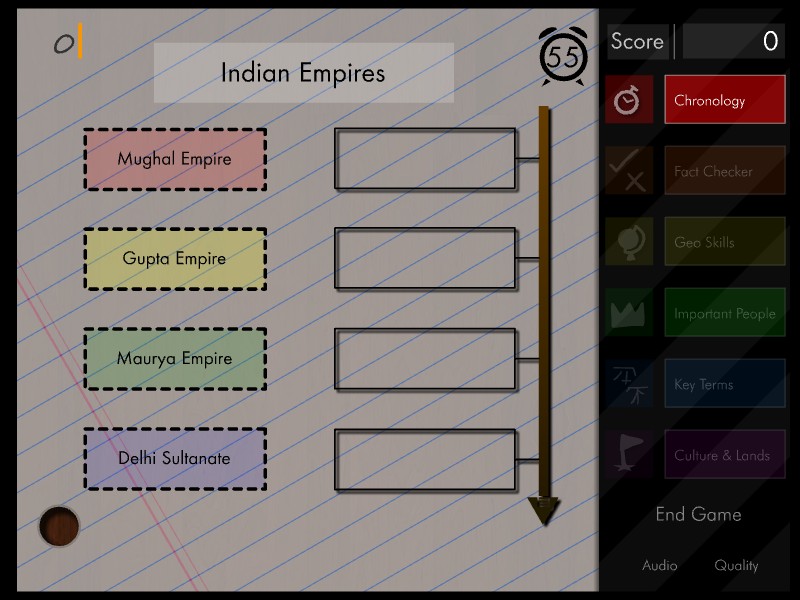 0
Indian Empires
55
Mughal Empire
Gupta Empire
Maurya Empire
Delhi Sultanate
Score
0
Chronology
Fact Checker
Geo Skills
Important People
Key Terms
Culture & Lands
End Game
Audio
Quality